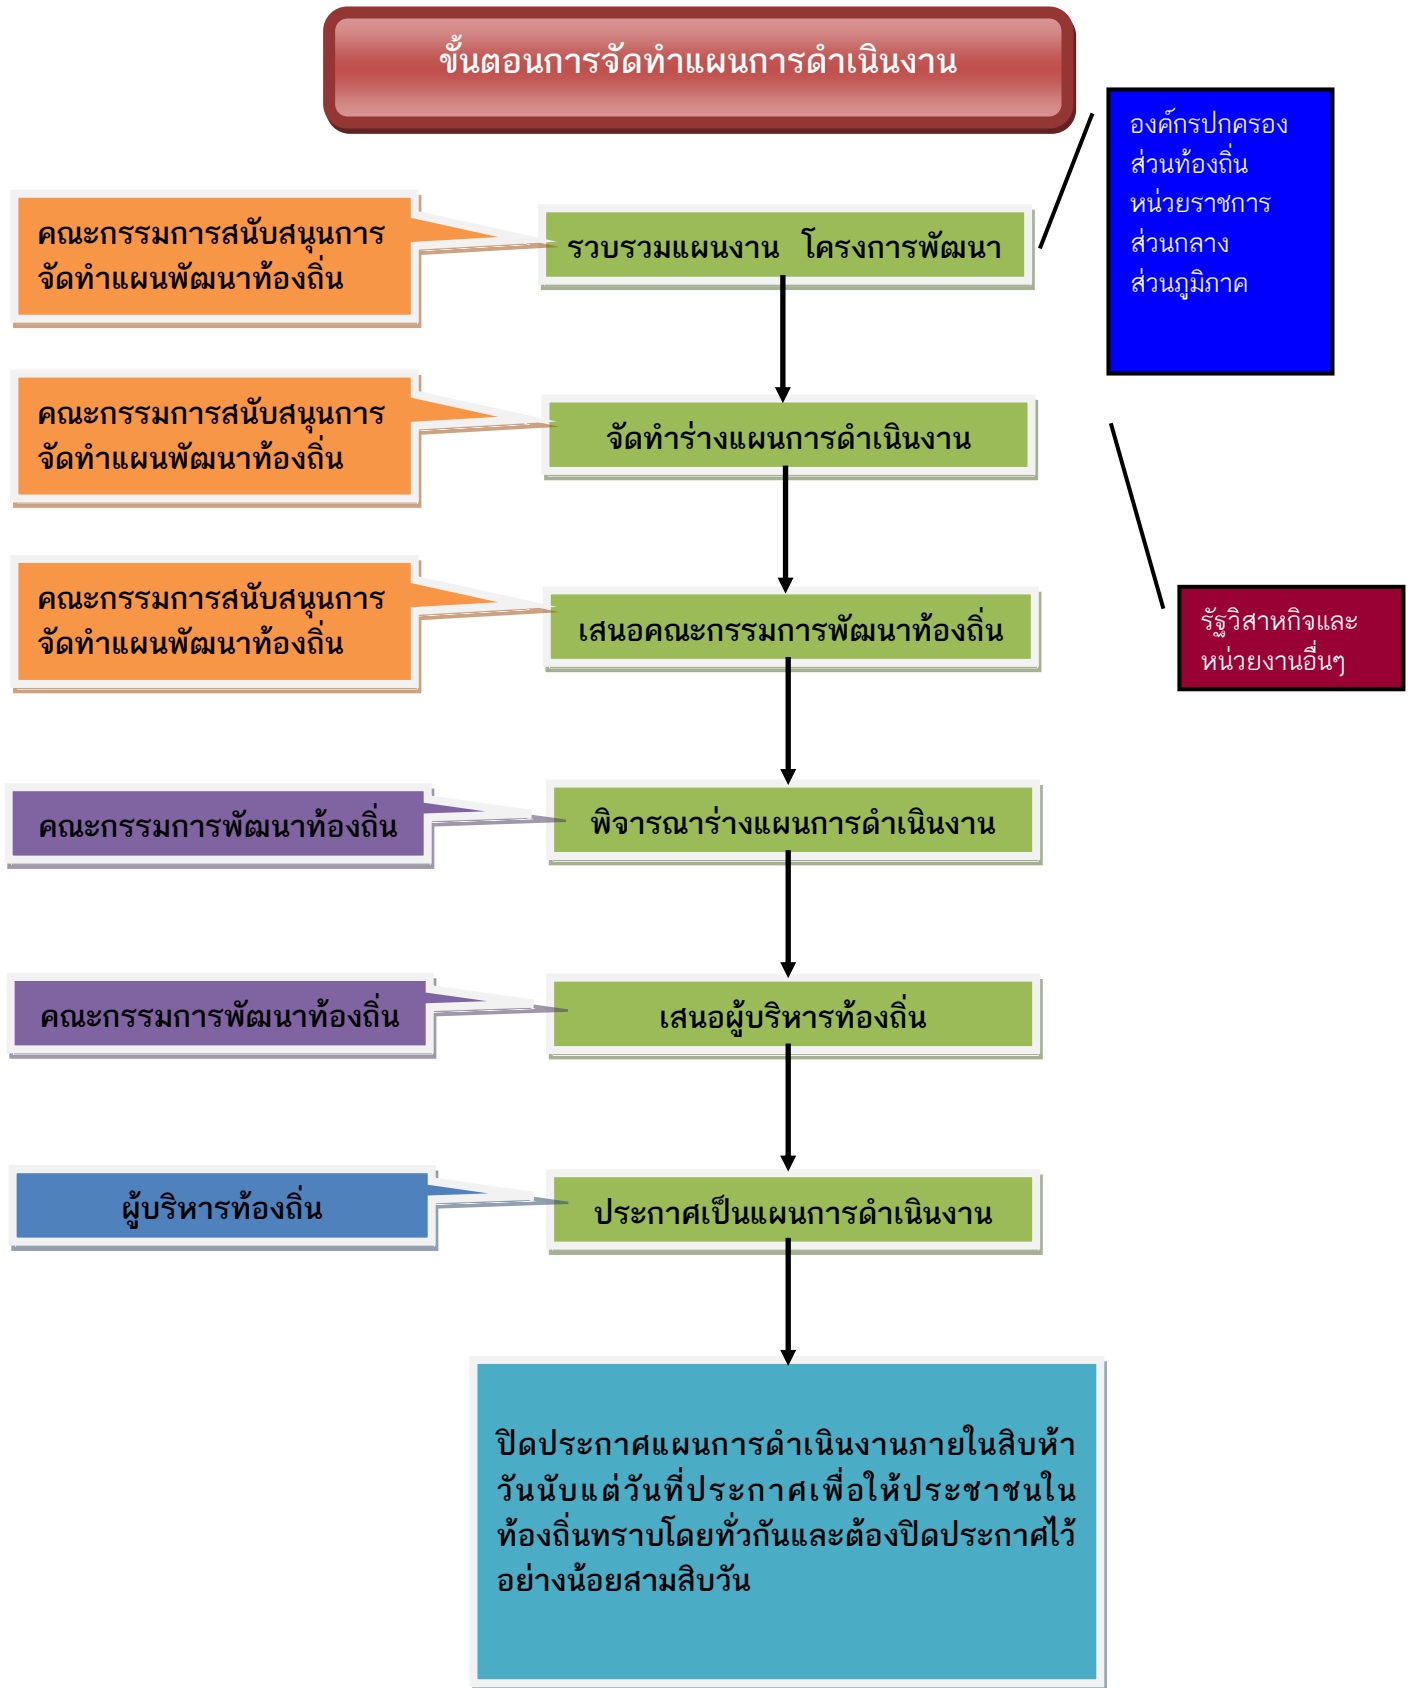 ขั้นตอนการจัดทำแผนการดำเนินงาน
องค์กรปกครอง
ส่วนท้องถิ่น
หน่วยราชการ
ส่วนกลาง
ส่วนภูมิภาค
คณะกรรมการสนับสนุนการ
จัดทำแผนพัฒนาท้องถิ่น
รวบรวมแผนงาน โครงการพัฒนา
คณะกรรมการสนับสนุนการ
จัดทำแผนพัฒนาท้องถิ่น
จัดทำร่างแผนการดำเนินงาน
คณะกรรมการสนับสนุนการ
จัดทำแผนพัฒนาท้องถิ่น
เสนอคณะกรรมการพัฒนาท้องถิ่น
รัฐวิสาหกิจและ
หน่วยงานอื่นๆ
คณะกรรมการพัฒนาท้องถิ่น
พิจารณาร่างแผนการดำเนินงาน
คณะกรรมการพัฒนาท้องถิ่น
เสนอผู้บริหารท้องถิ่น
ผู้บริหารท้องถิ่น
ประกาศเป็นแผนการดำเนินงาน
ปิดประกาศแผนการดำเนินงานภายในสิบห้า
วันนับแต่วันที่ประกาศเพื่อให้ประชาชนใน
ท้องถิ่นทราบโดยทั่วกันและต้องปิดประกาศไว้
อย่างน้อยสามสิบวัน